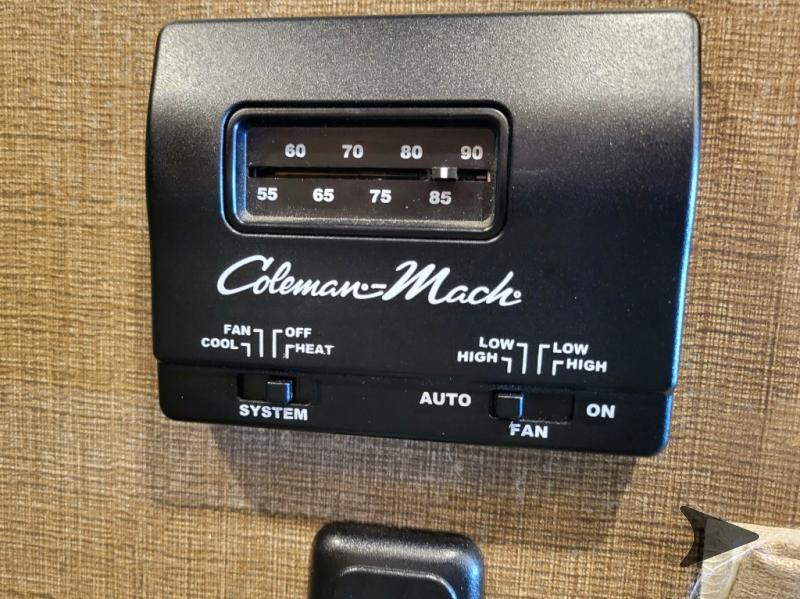 60 70 80 90
55 65 75 85
Coleman-Mach
FAN OFF
COOL HEAT
LOW LOW
HIGH HIGH
AUTO ON
SYSTEM
FAN